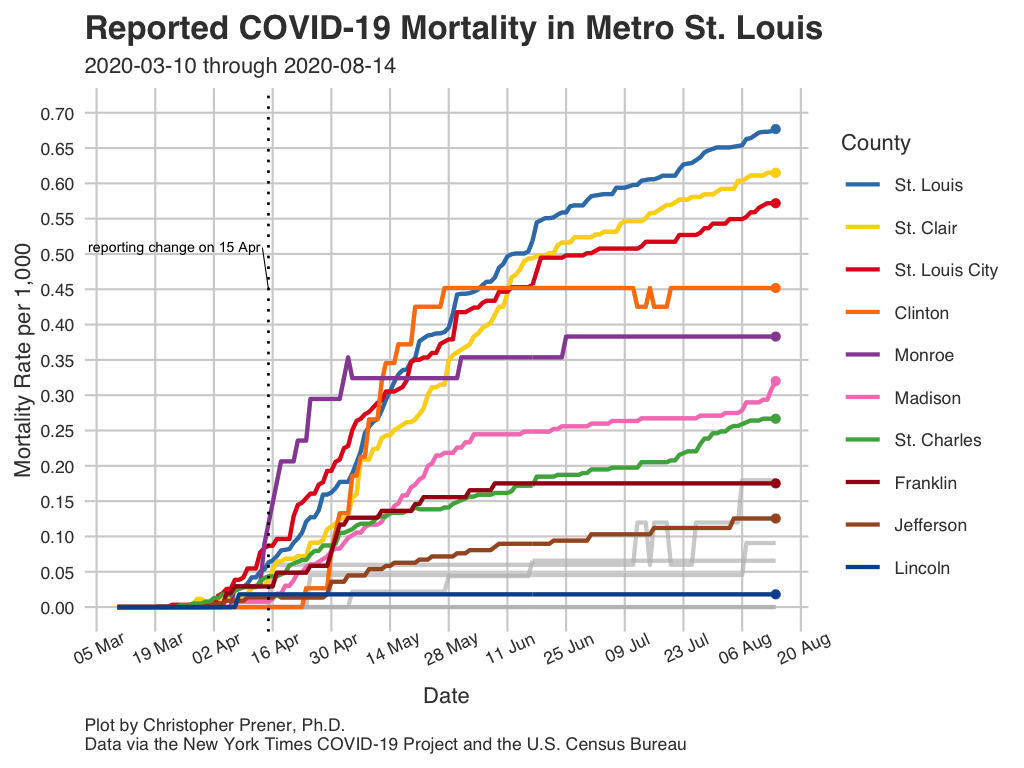 Reported COVID-19 Mortality in Metro St. Louis
2020-03-10 through 2020-08-14
Mortality Rate per 1,000
0.70
0.65
0.60
0.55
0.50
0.45
0.40
0.35
0.30
0.25
0.20
0.15
0.10
0.05
0.00
reporting change on 15 Apr
05 Mar
19 Mar
02 Apr
16 Apr
30 Apr
14 May
28 May
11 Jun
25 Jun
09 Jul
23 Jul
06 Aug
20 Aug
Date
County
St. Louis
St. Clair
St. Louis City
Clinton
Monroe
Madison
St. Charles
Franklin
Jefferson
Lincoln
Plot by Christopher Prener, Ph.D.
Data via the New York Times COVID-19 Project and the U.S. Census Bureau